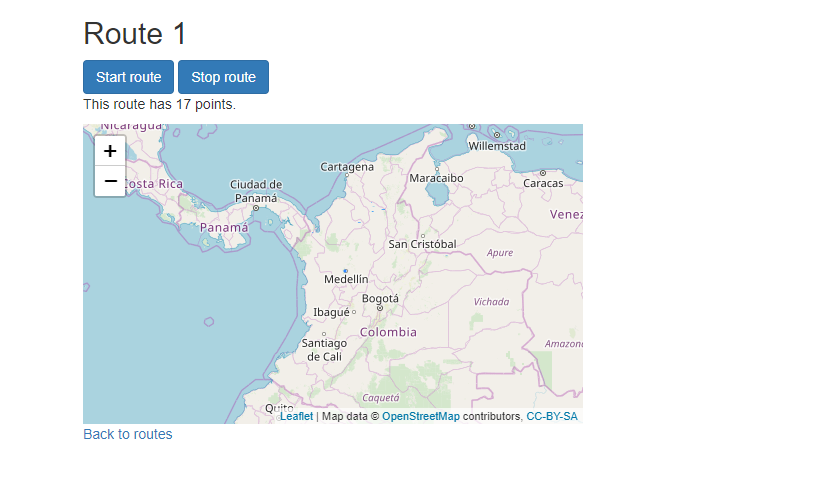 Route 1
Start route Stop route
This route has 17 points.
Nicaragua
+
−
Costa Rica
Ciudad de
Panamá
Panamá
Cartagena
Willemstad
Maracaibo
Caracas
San Cristóbal
Apure
Medellín
Bogotá
Vichada
Ibagué
Colombia
Santiago
de Cali
Caquetá
Quito
Leaflet | Map data © OpenStreetMap contributors, CC-BY-SA
Back to routes